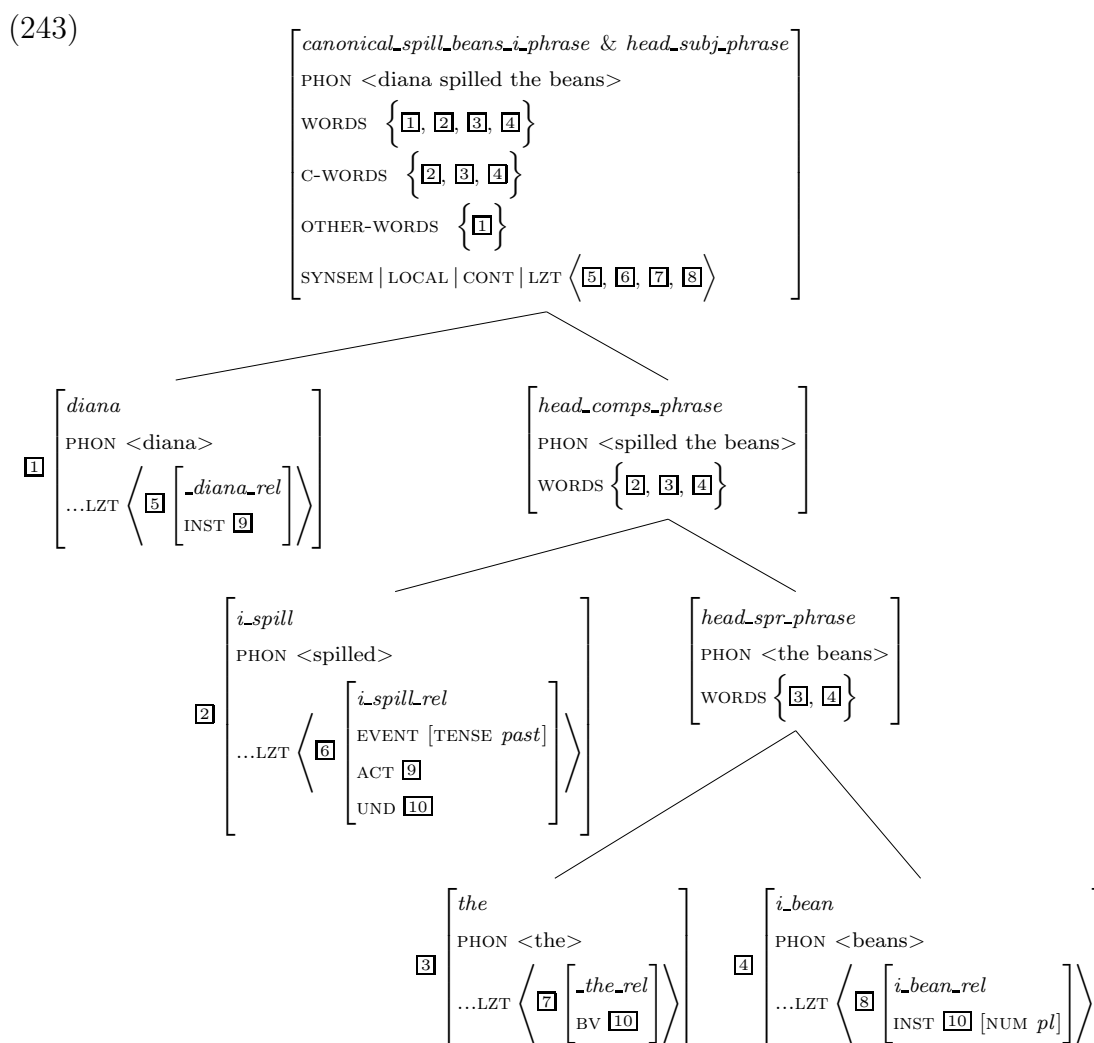 (243)
canonical_spill_beans_i_phrase & head_subj_phrase
PHON <diana spilled the beans>
WORDS {1, 2, 3, 4}
C-WORDS {2, 3, 4}
OTHER-WORDS {1}
SYNSEM | LOCAL | CONT | LZT ⟨5, 6, 7, 8⟩
diana
PHON <diana>
1
...LZT ⟨5 [_diana_rel
INST 9]⟩
head_comps_phrase
PHON <spilled the beans>
WORDS {2, 3, 4}
i_spill
PHON <spilled>
2
...LZT ⟨6 [i_spill_rel
EVENT [TENSE past]
ACT 9
UND 10]⟩
head_spr_phrase
PHON <the beans>
WORDS {3, 4}
the
PHON <the>
3
...LZT ⟨7 [_the_rel
BV 10]⟩
i_bean
PHON <beans>
4
...LZT ⟨8 [i_bean_rel
INST 10 [NUM pl]]⟩